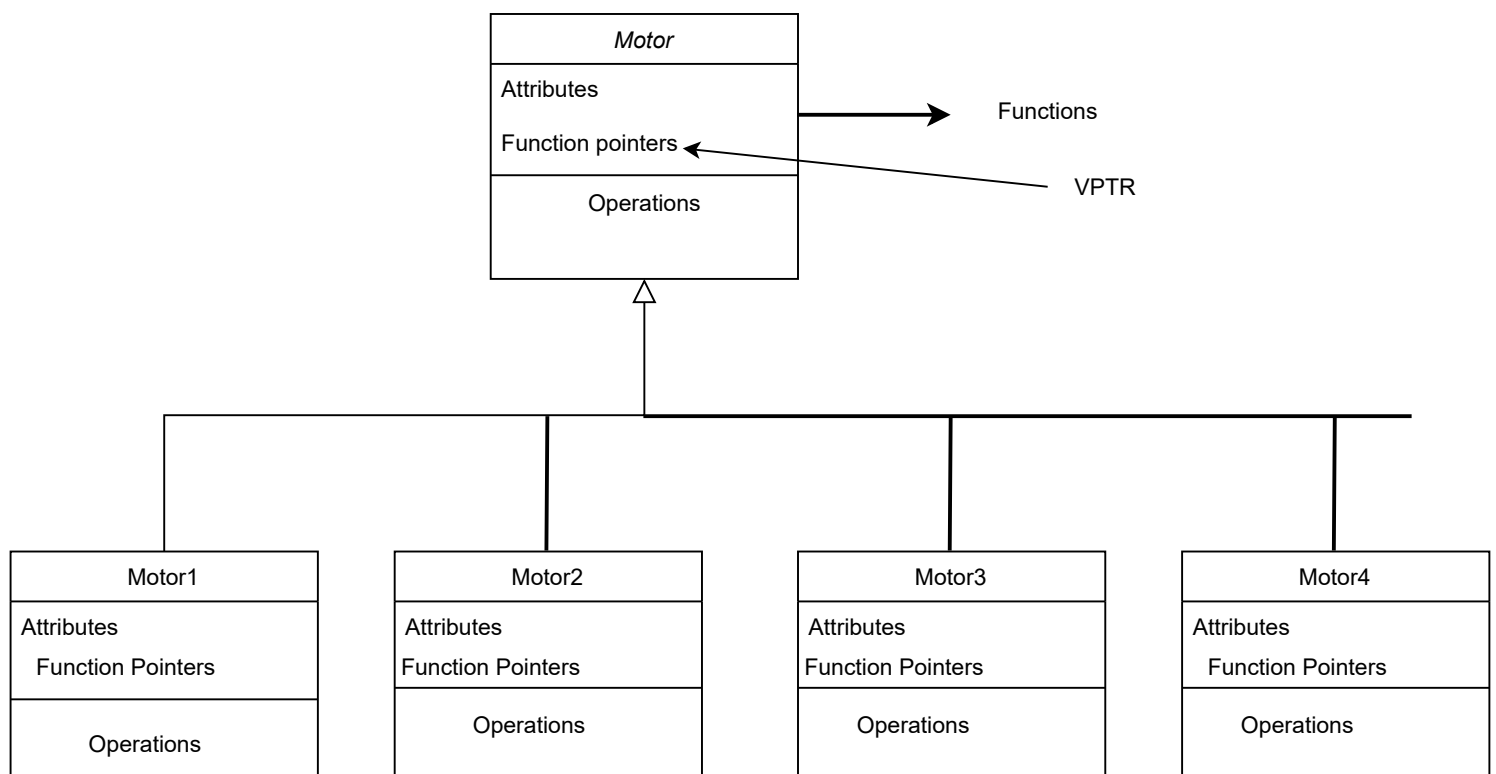 Motor
Attributes
Functions
Function pointers
VPTR
Operations
Motor1
Attributes
Function Pointers
Operations
Motor2
Attributes
Function Pointers
Operations
Motor3
Attributes
Function Pointers
Operations
Motor4
Attributes
Function Pointers
Operations